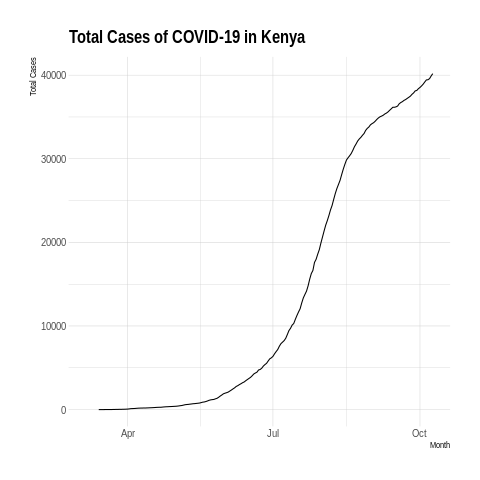 Total Cases of COVID-19 in Kenya
Total Cases
40000
30000
20000
10000
0
Apr
Jul
Oct
Month